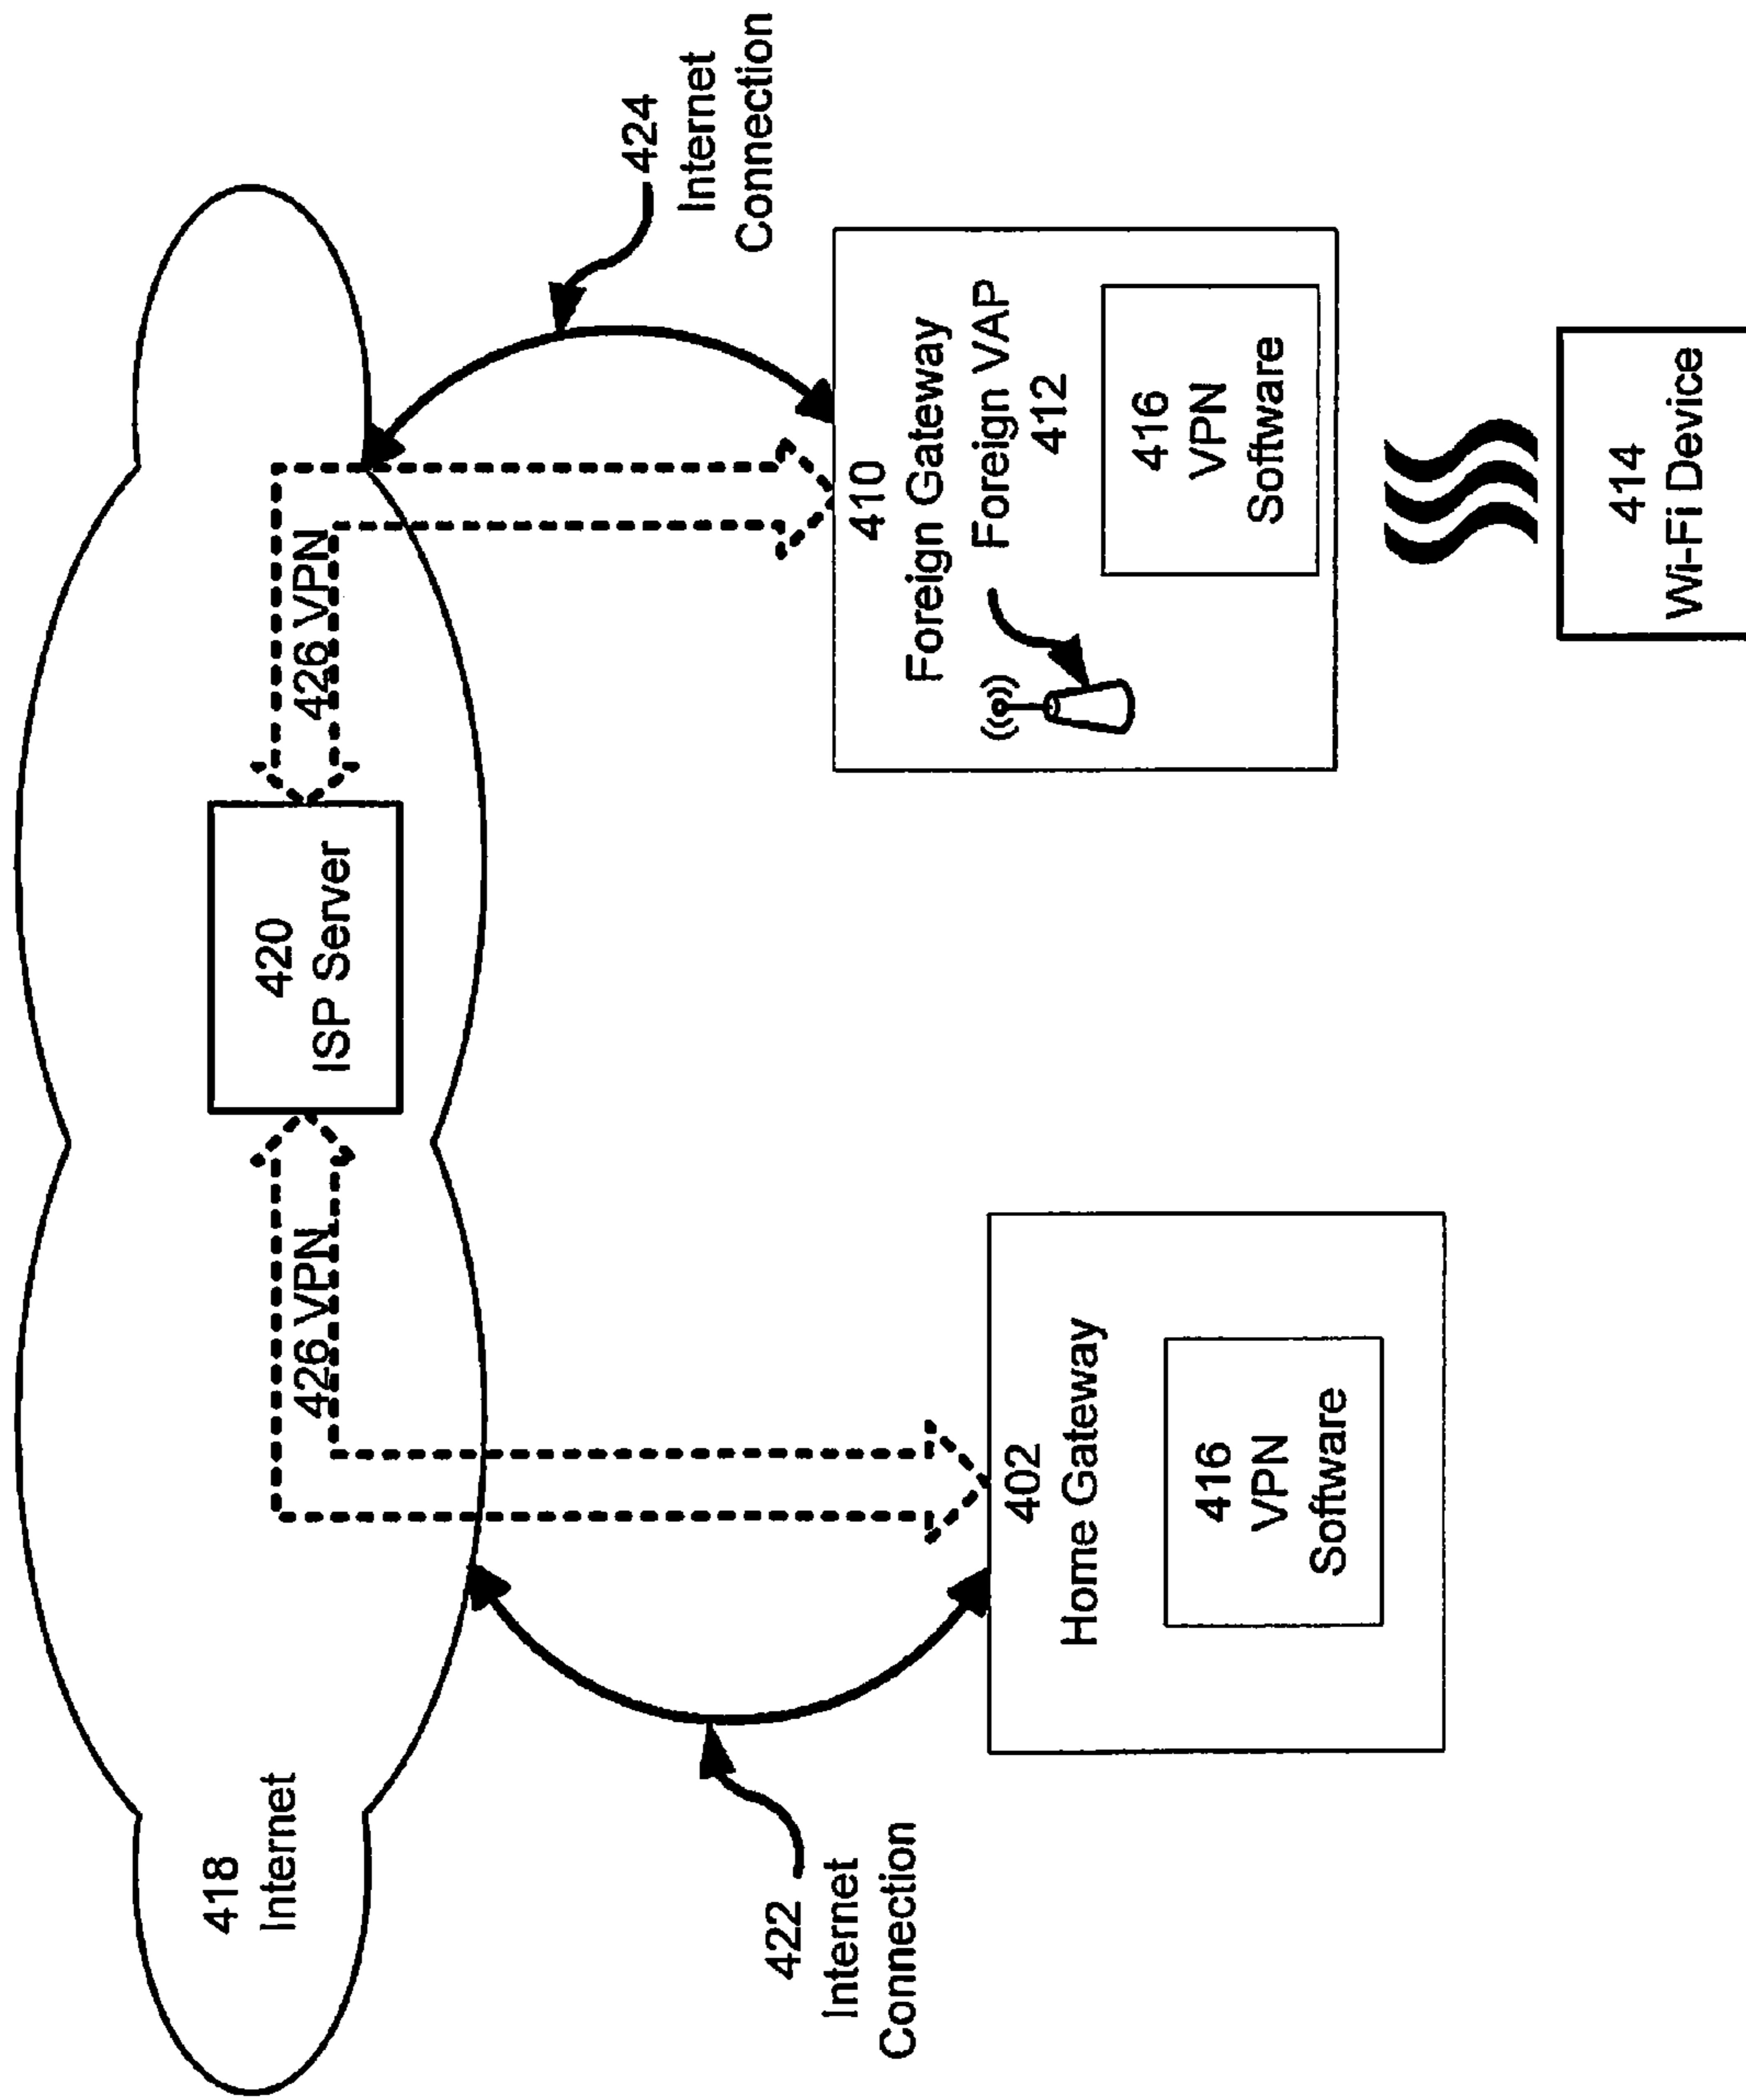 418
Internet
420
ISP Server
426 VPN
426 VPN
422
Internet
Connection
424
Internet
Connection
402
Home Gateway
416
VPN
Software
410
Foreign Gateway
Foreign VAP
412
416
VPN
Software
414
Wi-Fi Device